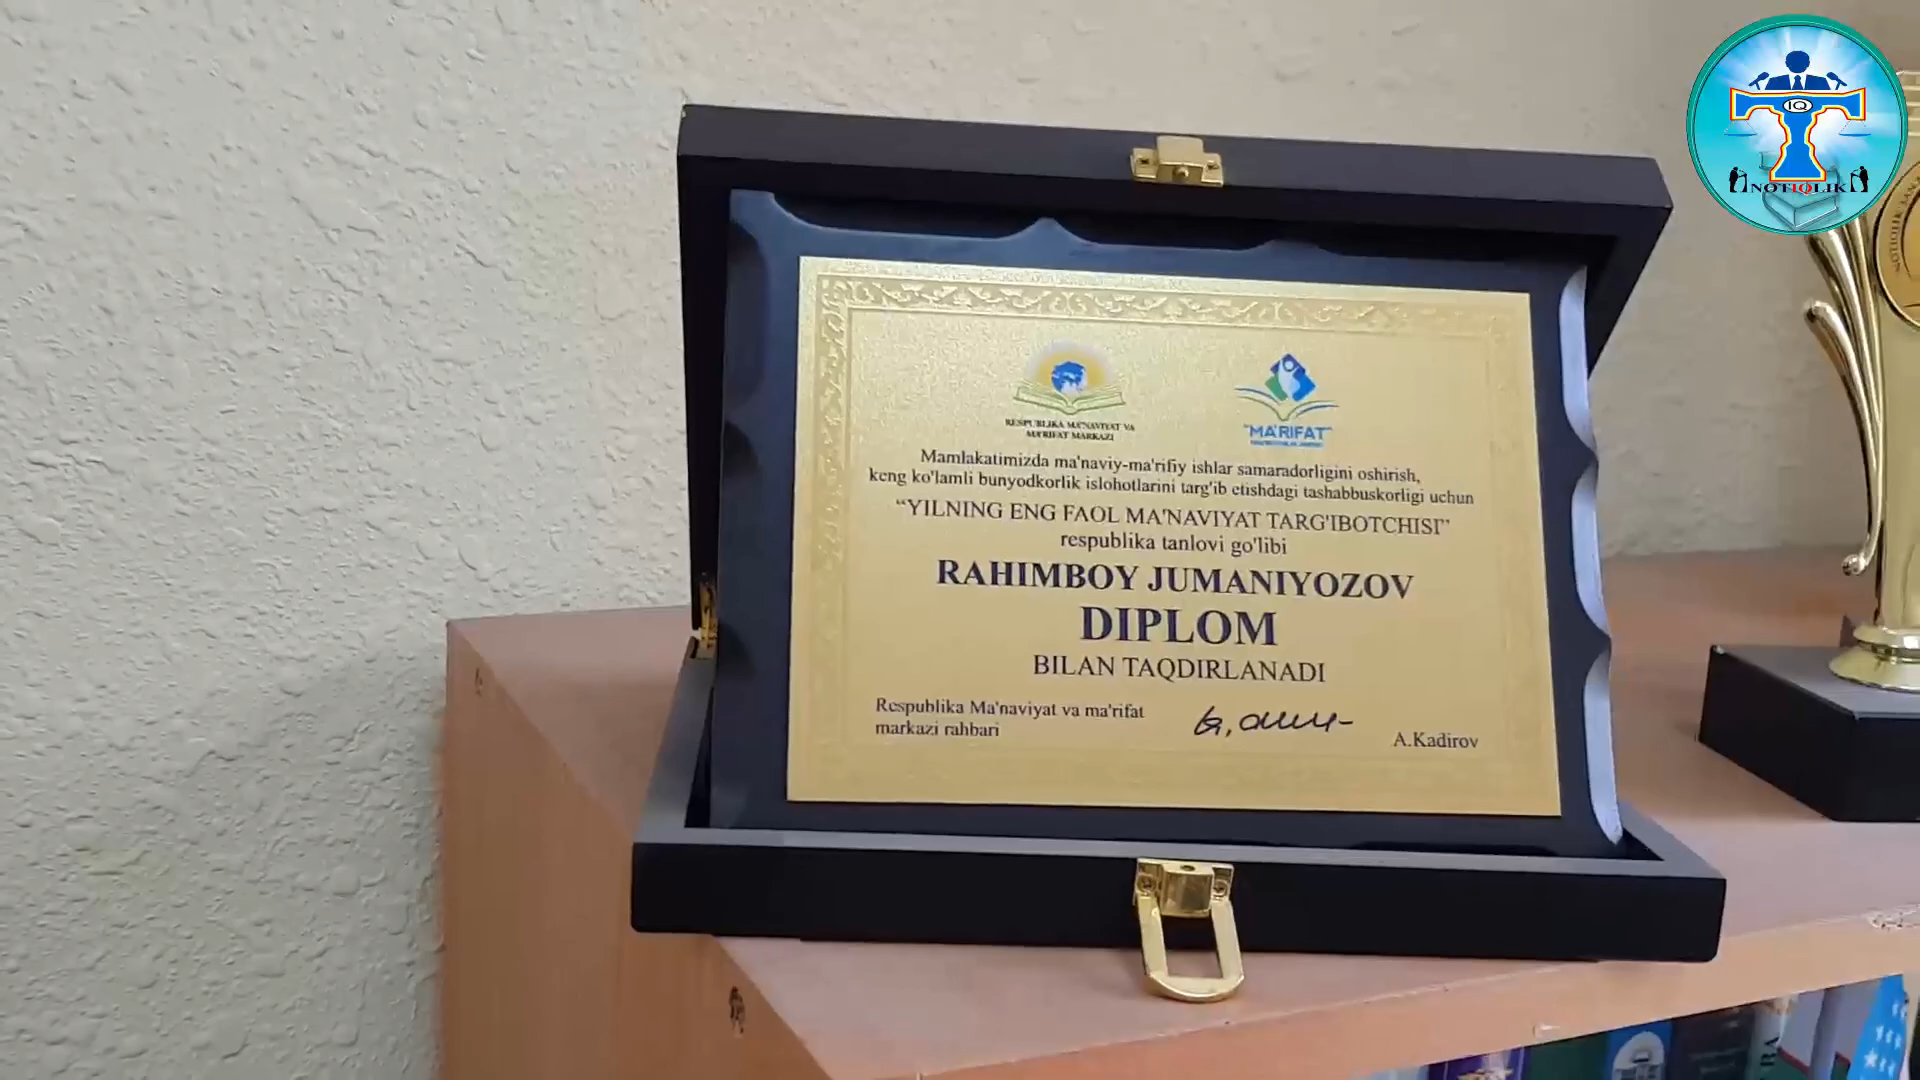 IQ
NOTIQLIK
RESPUBLIKA MA'NAVIYAT VA
MA'RIFAT MARKAZI
"MA'RIFAT"
Mamlakatimizda ma'naviy-ma'rifiy ishlar samaradorligini oshirish,
keng ko'lamli bunyodkorlik islohotlarini targ'ib etishdagi tashabbuskorligi uchun
“YILNING ENG FAOL MA'NAVIYAT TARG'IBOTCHISI”
respublika tanlovi go'libi
RAHIMBOY JUMANIYOZOV
DIPLOM
BILAN TAQDIRLANADI
Respublika Ma'naviyat va ma'rifat
markazi rahbari
A.Kadirov